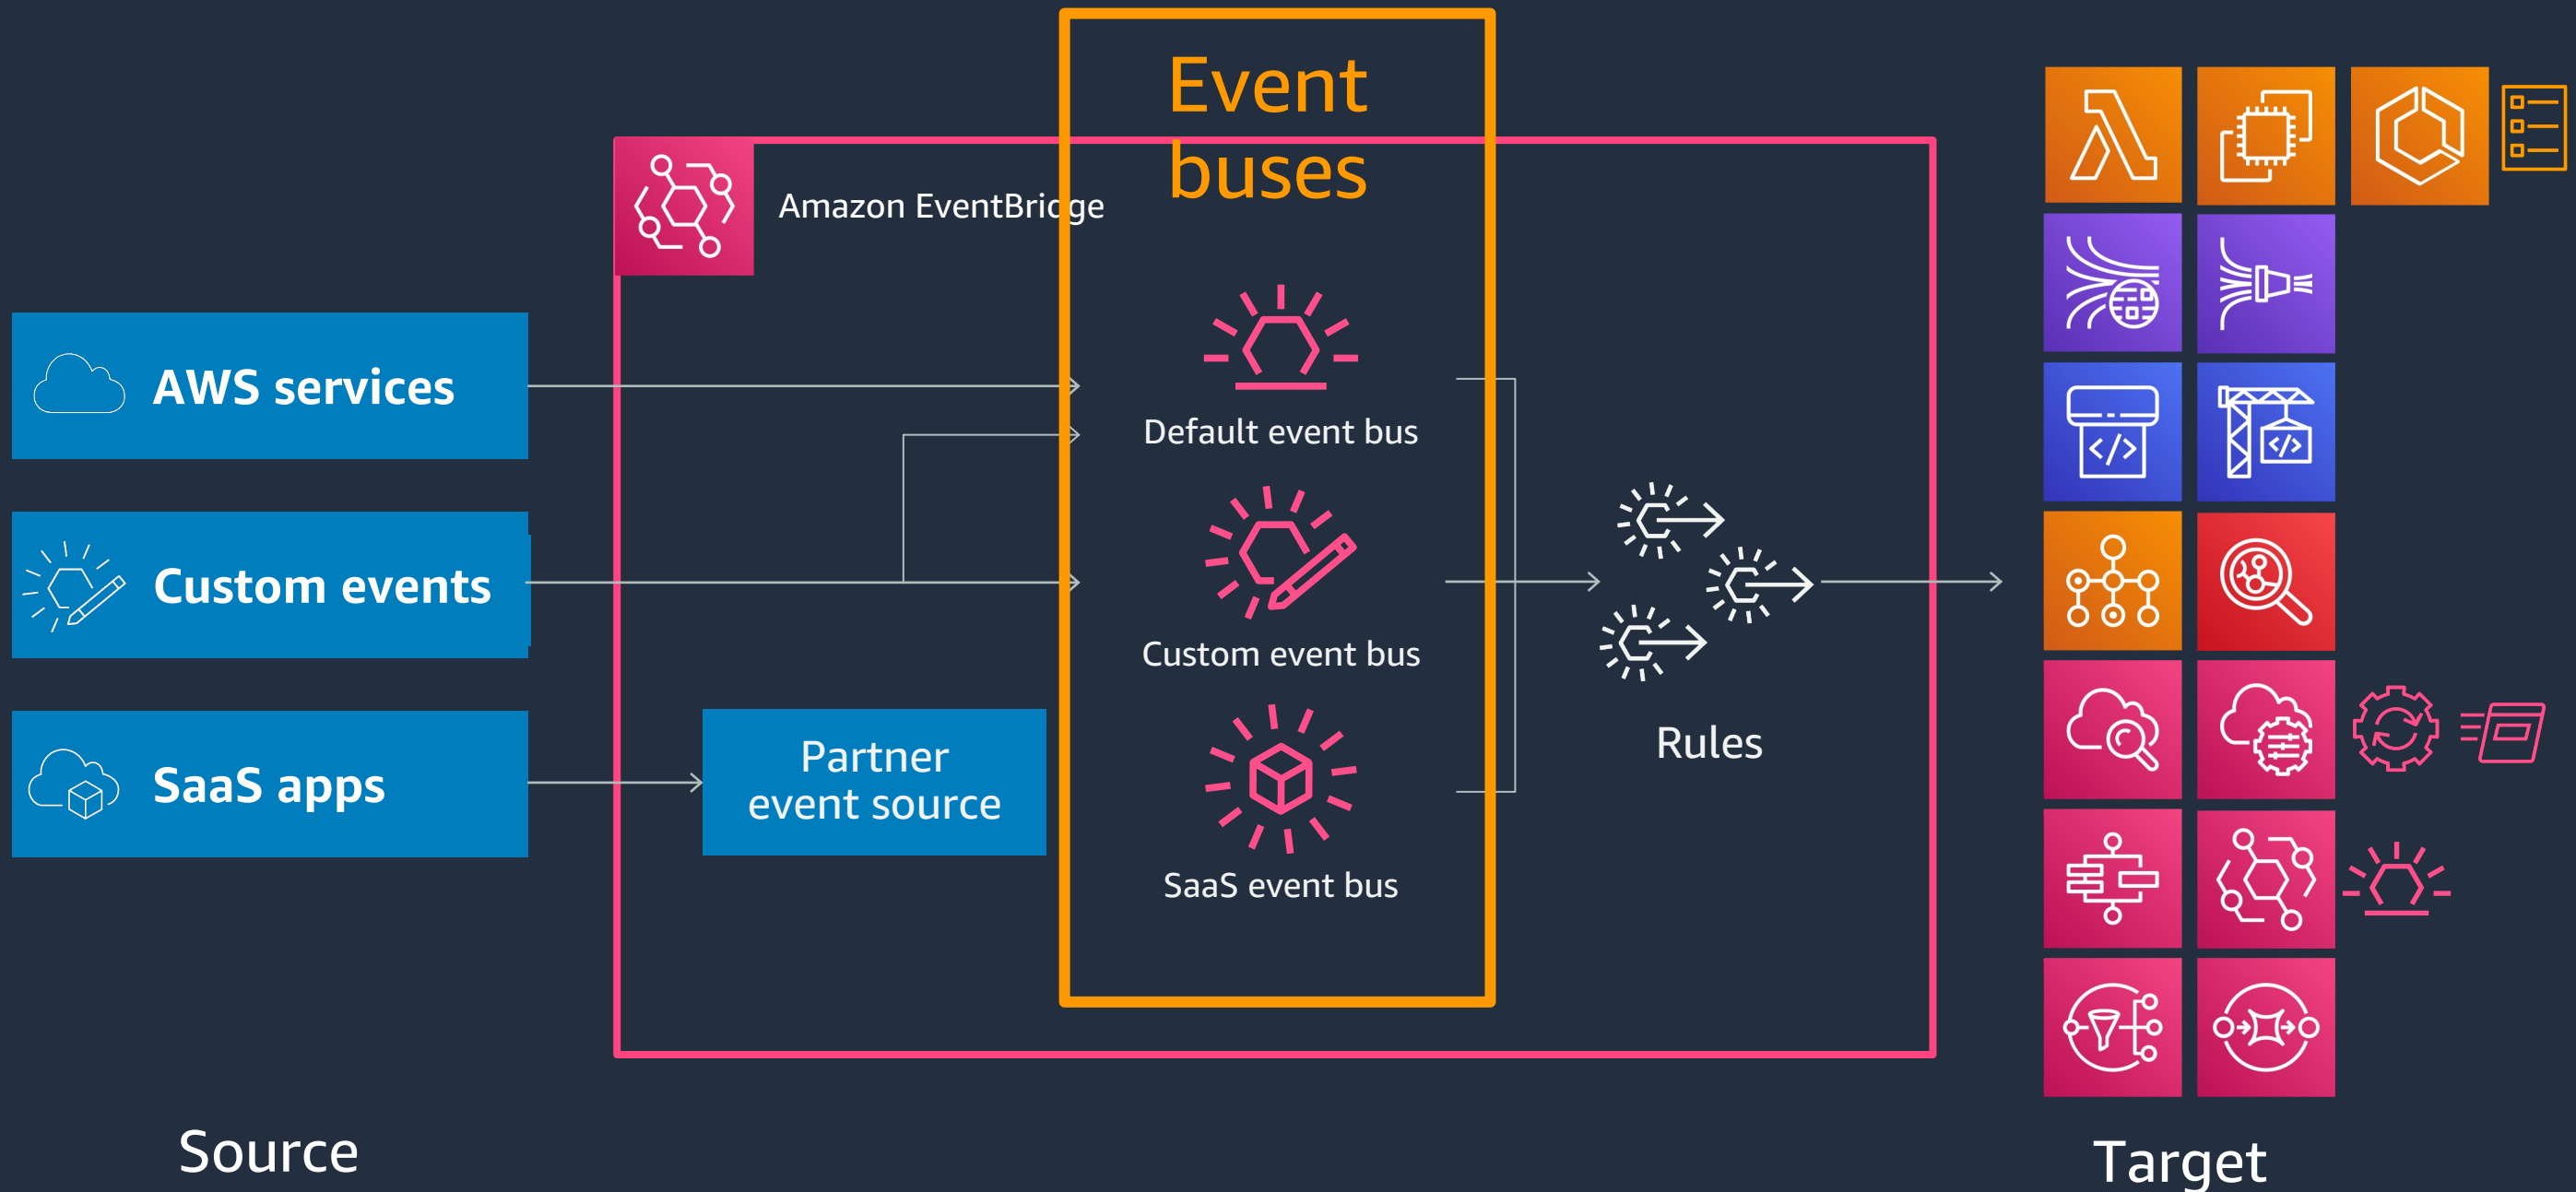 Event
buses
Amazon EventBridge
AWS services
Default event bus
Custom events
Custom event bus
SaaS apps
Partner
event source
SaaS event bus
Rules
Source
Target